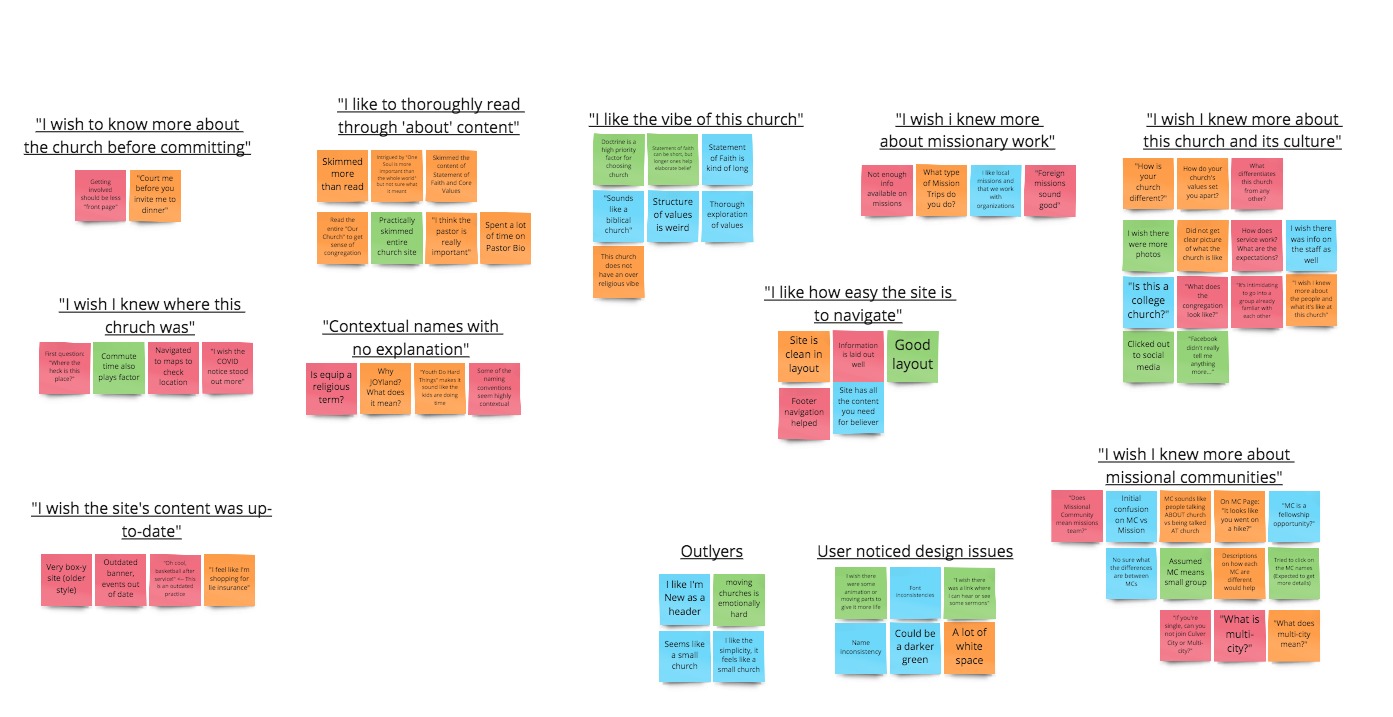 "I wish to know more about
the church before committing"
Getting
involved
should be less
"front page"
"Court me
before you
invite me to
dinner"
"I like to thoroughly read
through 'about' content"
Skimmed
more
than read
Intrigued by "One
Soul is more
important than
the whole world"
but not sure what
it meant
Skimmed the
content of
Statement of
Faith and Core
Values
Read the
entire "Our
Church" to get
sense of
congregation
Practically
skimmed
entire
church site
"I think the
pastor is
really
important"
Spent a lot
of time on
Pastor Bio
"I like the vibe of this church"
Doctrine is a
high priority
factor for
choosing
church
Statement of faith
can be short, but
longer ones help
elaborate belief
Statement
of Faith is
kind of long
"Sounds
like a
biblical
church"
Structure
of values
is weird
Thorough
exploration
of values
This church
does not
have an over
religious vibe
"I wish i knew more
about missionary work"
Not enough
info
available on
missions
What type
of Mission
Trips do
you do?
I like local
missions and
that we work
with
organizations
"Foreign
missions
sound
good"
"I wish I knew more about
this church and its culture"
"How is
your
church
different?"
How do your
church's
values set
you apart?
What
differentiates
this church
from any
other?
I wish there
were more
photos
Did not get
clear picture
of what the
church is like
How does
service work?
What are the
expectations?
I wish there
was info on
the staff as
well
"Is this a
college
church?"
"What does
the
congregation
look like?"
"It's intimidating
to go into a
group already
familiar with
each other
"I wish I knew
more about
the people and
what it's like at
this church"
Clicked out
to social
media
"Facebook
didn't really
tell me
anything
more..."
"I wish I knew where this
chruch was"
First question:
"Where the
heck is this
place?"
Commute
time also
plays factor
Navigated
to maps to
check
location
"I wish the
COVID
notice stood
out more"
"Contextual names with
no explanation"
Is equip a
religious
term?
Why
JOYland?
What does
it mean?
"Youth Do Hard
Things" makes it
sound like the
kids are doing
time
Some of the
naming
conventions
seem highly
contextual
"I like how easy the site is
to navigate"
Site is
clean in
layout
Information
is laid out
well
Good
layout
Footer
navigation
helped
Site has all
the content
you need
for believer
"I wish I knew more about
missional communities"
"Does
Missional
Community
mean missions
team?"
Initial
confusion
on MC vs
Mission
MC sounds like
people talking
ABOUT church
vs being talked
AT church
On MC Page:
"it looks like
you went on
a hike?"
"MC is a
fellowship
opportunity?"
No sure what
the differences
are between
MCs
Assumed
MC means
small group
Descriptions
on how each
MC are
different
would help
Tried to click on
the MC names
(Expected to get
more details)
"If you're
single, can you
not join Culver
City or Multi-
city?"
"What is
multi-
city?"
"What does
multi-city
mean?"
"I wish the site's content was up-
to-date"
Very box-y
site (older
style)
Outdated
banner,
events out
of date
"Oh cool,
basketball after
service" <-- This
is an outdated
practice
"I feel like I'm
shopping for
lie insurance"
Outlyers
I like I'm
New as a
header
moving
churches is
emotionally
hard
Seems like
a small
church
I like the
simplicity, it
feels like a
small church
User noticed design issues
I wish there
were some
animation or
moving parts to
give it more life
Font
inconsistencies
"I wish there
was a link where
I can hear or see
some sermons"
Name
inconsistency
Could be
a darker
green
A lot of
white
space